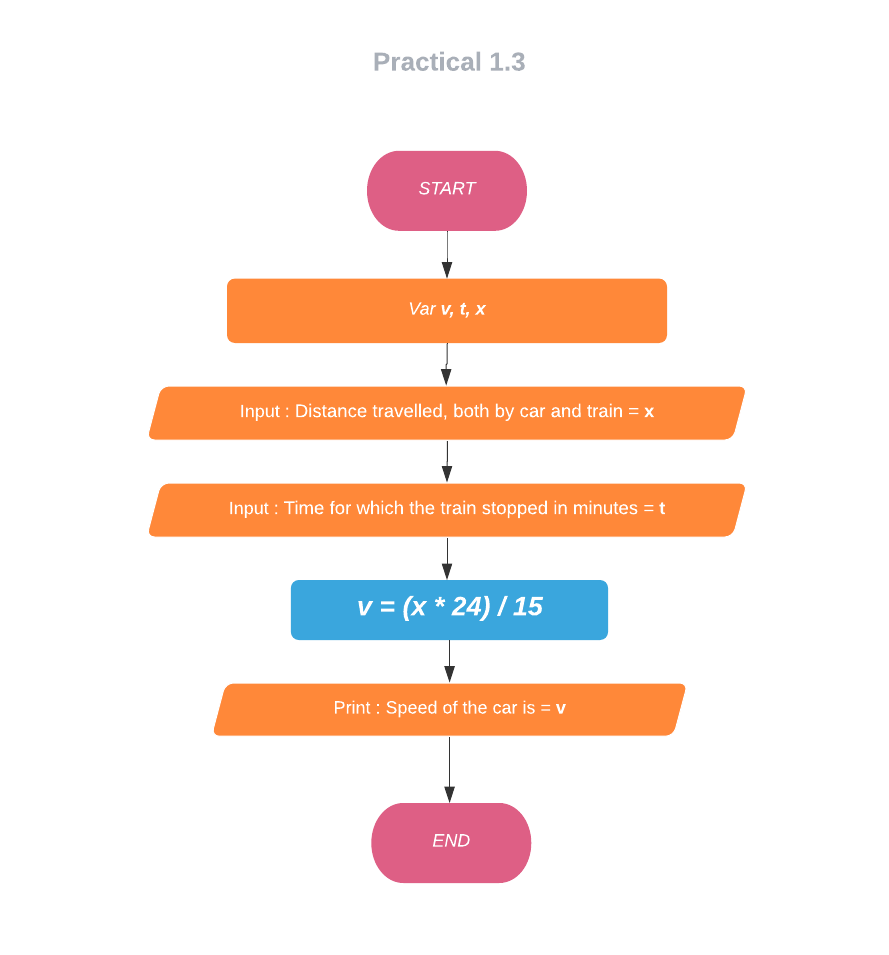 Practical 1.3
START
Var v, t, x
Input : Distance travelled, both by car and train = x
Input : Time for which the train stopped in minutes = t
v = (x * 24) / 15
Print : Speed of the car is = v
END